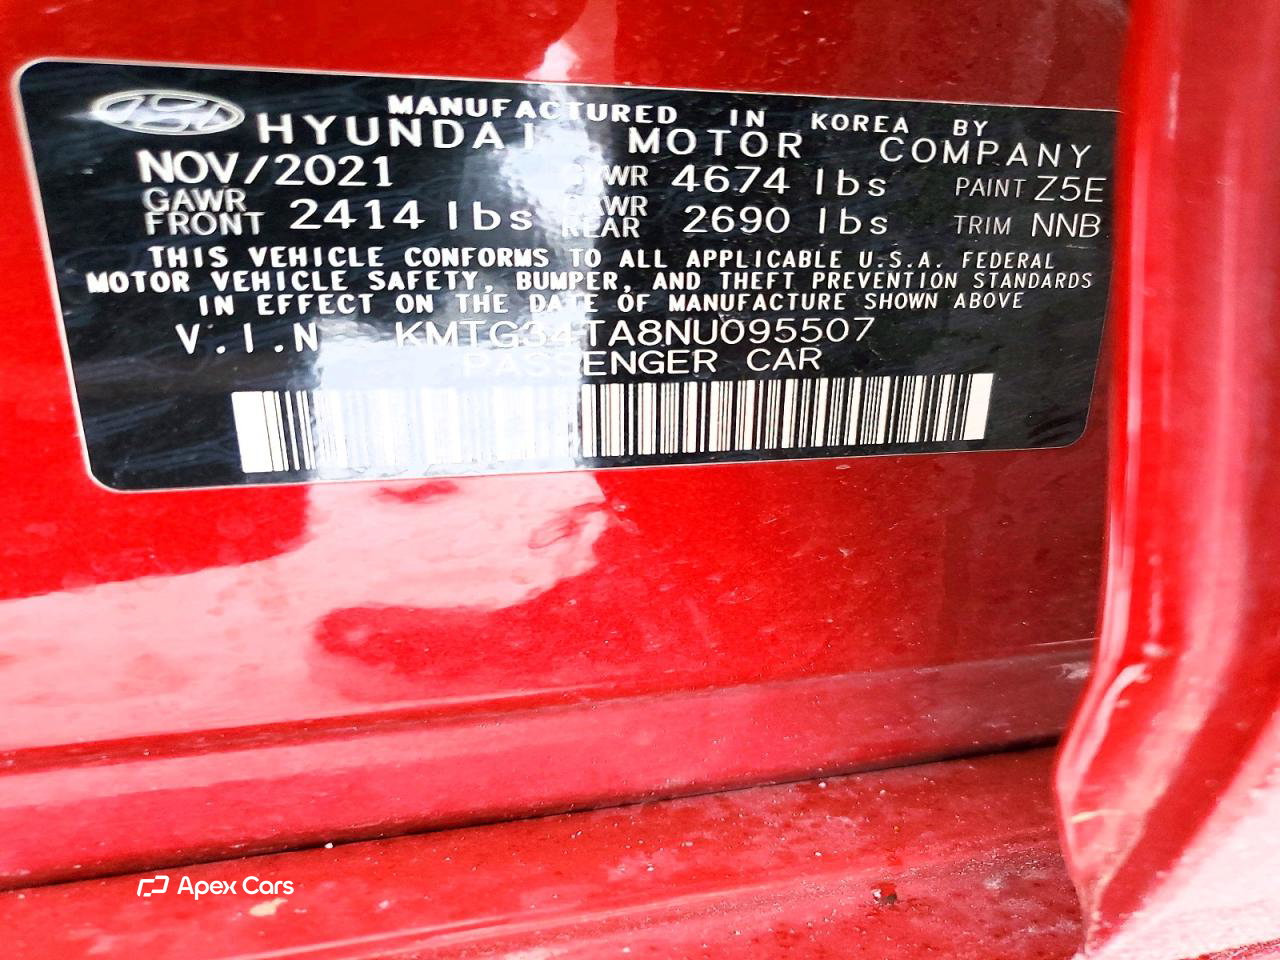 MANUFACTURED IN KOREA BY
HYUNDAI MOTOR COMPANY
NOV/2021 GVWR 4674 lbs PAINT Z5E
GAWR FRONT 2414 lbs GAWR REAR 2690 lbs TRIM NNB
THIS VEHICLE CONFORMS TO ALL APPLICABLE U.S.A. FEDERAL
MOTOR VEHICLE SAFETY, BUMPER, AND THEFT PREVENTION STANDARDS
IN EFFECT ON THE DATE OF MANUFACTURE SHOWN ABOVE
V.I.N KMTG34TA8NU095507
PASSENGER CAR
Apex Cars